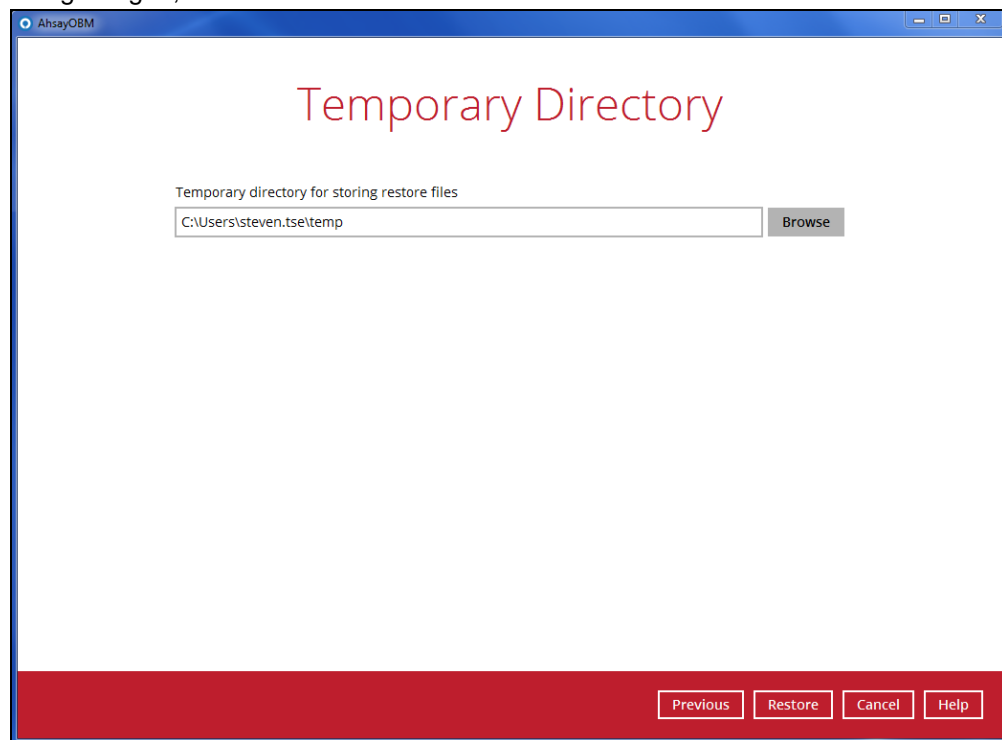 AhsayOBM
Temporary Directory
Temporary directory for storing restore files
C:\Users\steven.tse\temp
Browse
Previous Restore Cancel Help